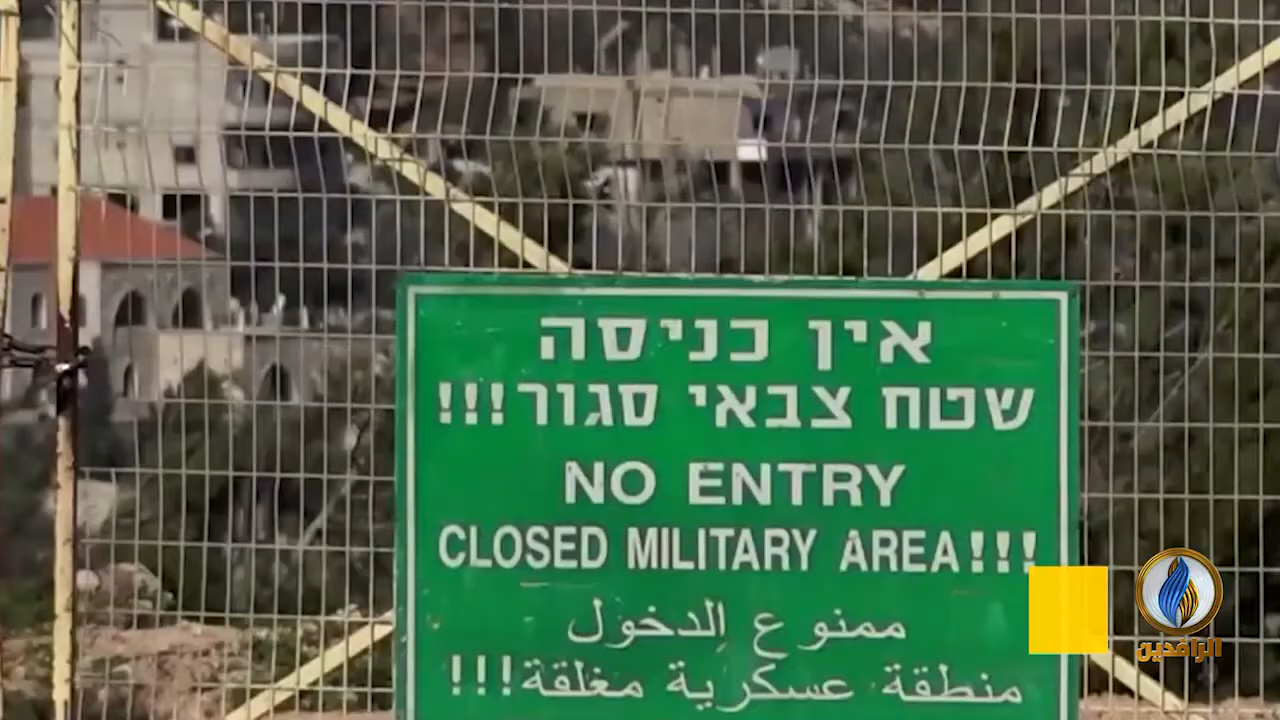 אין כניסה
שטח צבאי סגור!!!
NO ENTRY
CLOSED MILITARY AREA!!!
ممنوع الدخول
منطقة عسكرية مغلقة!!!
الرافدين